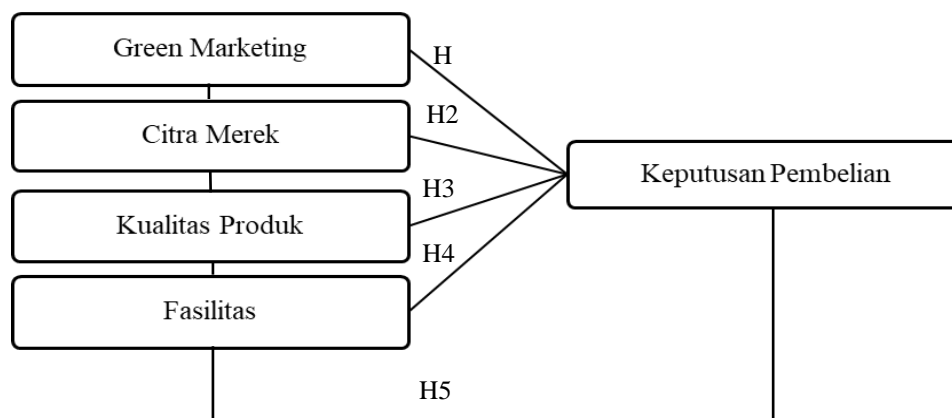 Green Marketing
H
H2
Citra Merek
Keputusan Pembelian
H3
Kualitas Produk
H4
Fasilitas
H5